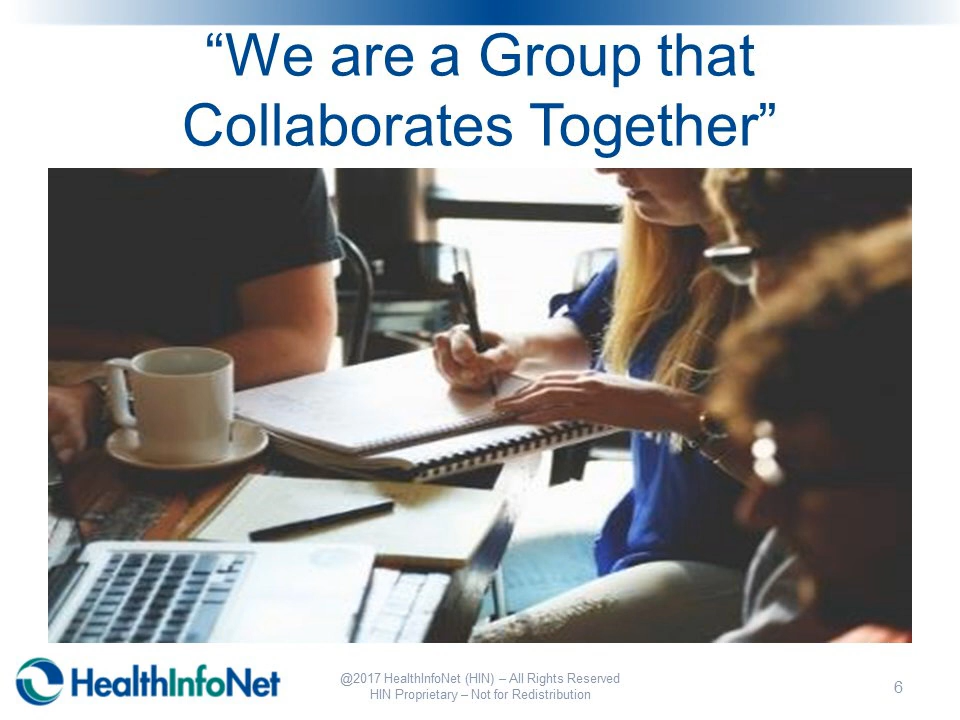 “We are a Group that
Collaborates Together”
HealthInfoNet
@2017 HealthInfoNet (HIN) – All Rights Reserved
HIN Proprietary – Not for Redistribution
6